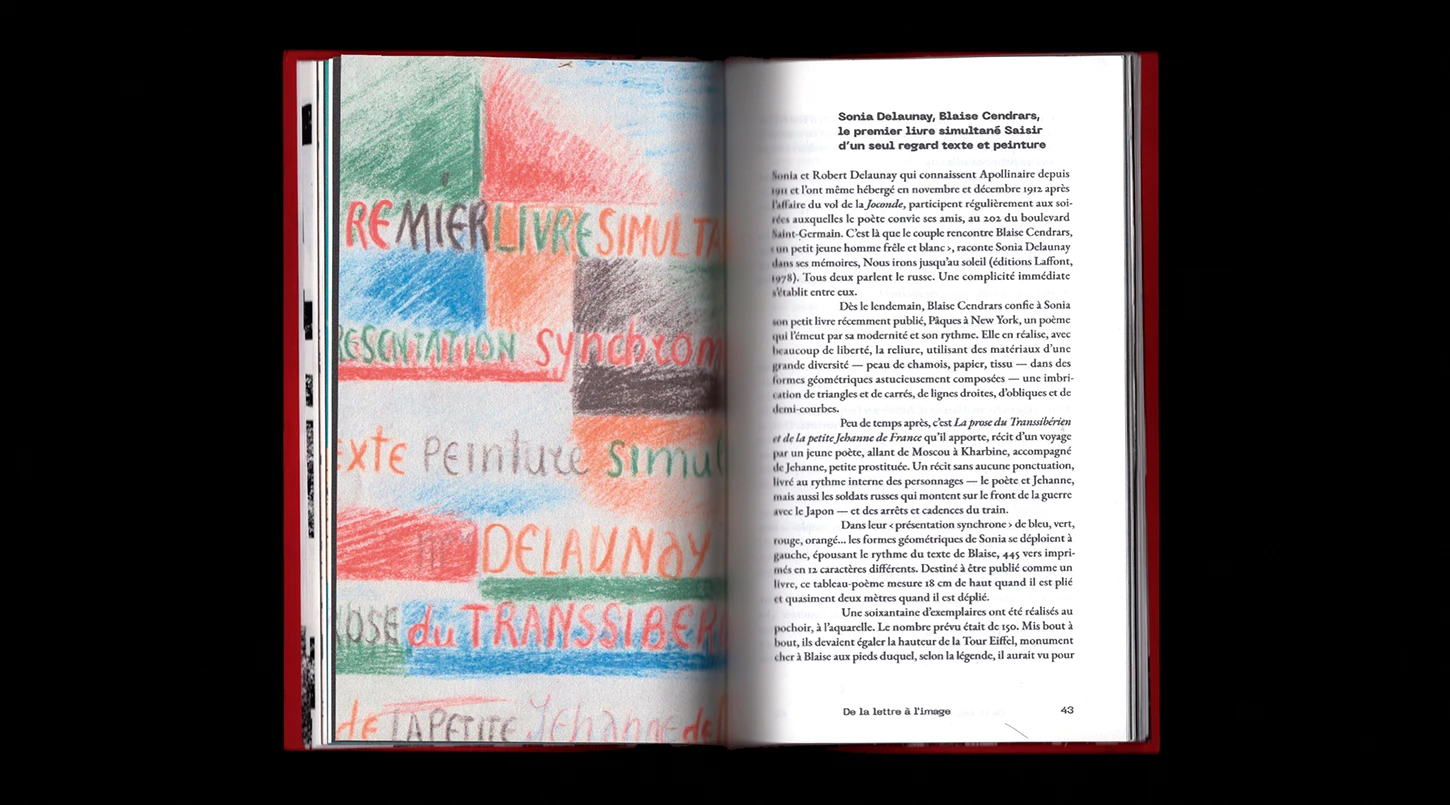 REMIER LIVRE SIMULTA
RESENTATION synchrom
exte Peinture simul
DELAUNAY
ROSE du TRANSSIBERI
de LAPETITE Jehanne de
Sonia Delaunay, Blaise Cendrars,
le premier livre simultané Saisir
d’un seul regard texte et peinture
Sonia et Robert Delaunay qui connaissent Apollinaire depuis
1911 et l’ont même hébergé en novembre et décembre 1912 après
l’affaire du vol de la Joconde, participent régulièrement aux soi-
rées auxquelles le poète convie ses amis, au 202 du boulevard
Saint-Germain. C’est là que le couple rencontre Blaise Cendrars,
‹ un petit jeune homme frêle et blanc ›, raconte Sonia Delaunay
dans ses mémoires, Nous irons jusqu’au soleil (éditions Laffont,
1978). Tous deux parlent le russe. Une complicité immédiate
s’établit entre eux.
Dès le lendemain, Blaise Cendrars confie à Sonia
son petit livre récemment publié, Pâques à New York, un poème
qui l’émeut par sa modernité et son rythme. Elle en réalise, avec
beaucoup de liberté, la reliure, utilisant des matériaux d’une
grande diversité — peau de chamois, papier, tissu — dans des
formes géométriques astucieusement composées — une imbri-
cation de triangles et de carrés, de lignes droites, d’obliques et de
demi-courbes.
Peu de temps après, c’est La prose du Transsibérien
et de la petite Jehanne de France qu’il apporte, récit d’un voyage
par un jeune poète, allant de Moscou à Kharbine, accompagné
de Jehanne, petite prostituée. Un récit sans aucune ponctuation,
livré au rythme interne des personnages — le poète et Jehanne,
mais aussi les soldats russes qui montent sur le front de la guerre
avec le Japon — et des arrêts et cadences du train.
Dans leur ‹ présentation synchrone › de bleu, vert,
rouge, orangé... les formes géométriques de Sonia se déploient à
gauche, épousant le rythme du texte de Blaise, 445 vers impri-
més en 12 caractères différents. Destiné à être publié comme un
livre, ce tableau-poème mesure 18 cm de haut quand il est plié
et quasiment deux mètres quand il est déplié.
Une soixantaine d’exemplaires ont été réalisés au
pochoir, à l’aquarelle. Le nombre prévu était de 150. Mis bout à
bout, ils devaient égaler la hauteur de la Tour Eiffel, monument
cher à Blaise aux pieds duquel, selon la légende, il aurait vu pour
De la lettre à l’image
43